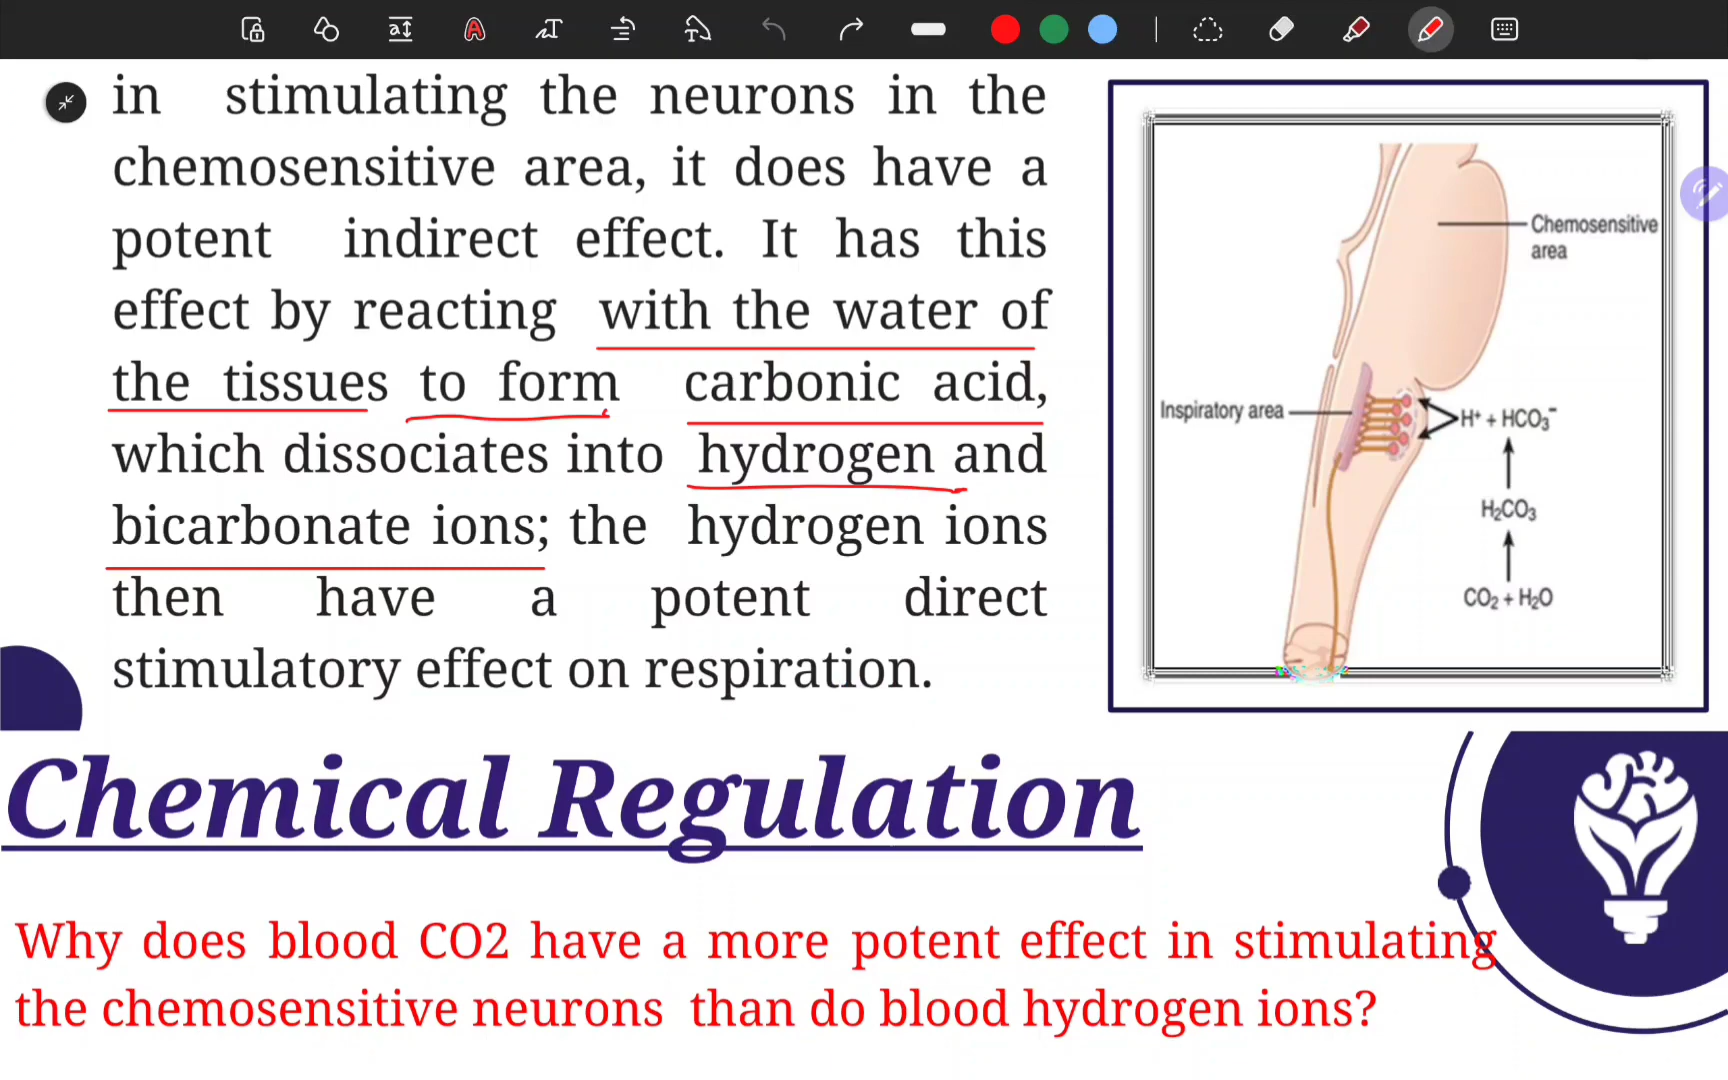 in stimulating the neurons in the
chemosensitive area, it does have a
potent indirect effect. It has this
effect by reacting with the water of
the tissues to form carbonic acid,
which dissociates into hydrogen and
bicarbonate ions; the hydrogen ions
then have a potent direct
stimulatory effect on respiration.
Chemosensitive
area
Inspiratory area
H⁺ + HCO₃⁻
H₂CO₃
CO₂ + H₂O
Chemical Regulation
Why does blood CO2 have a more potent effect in stimulating
the chemosensitive neurons than do blood hydrogen ions?